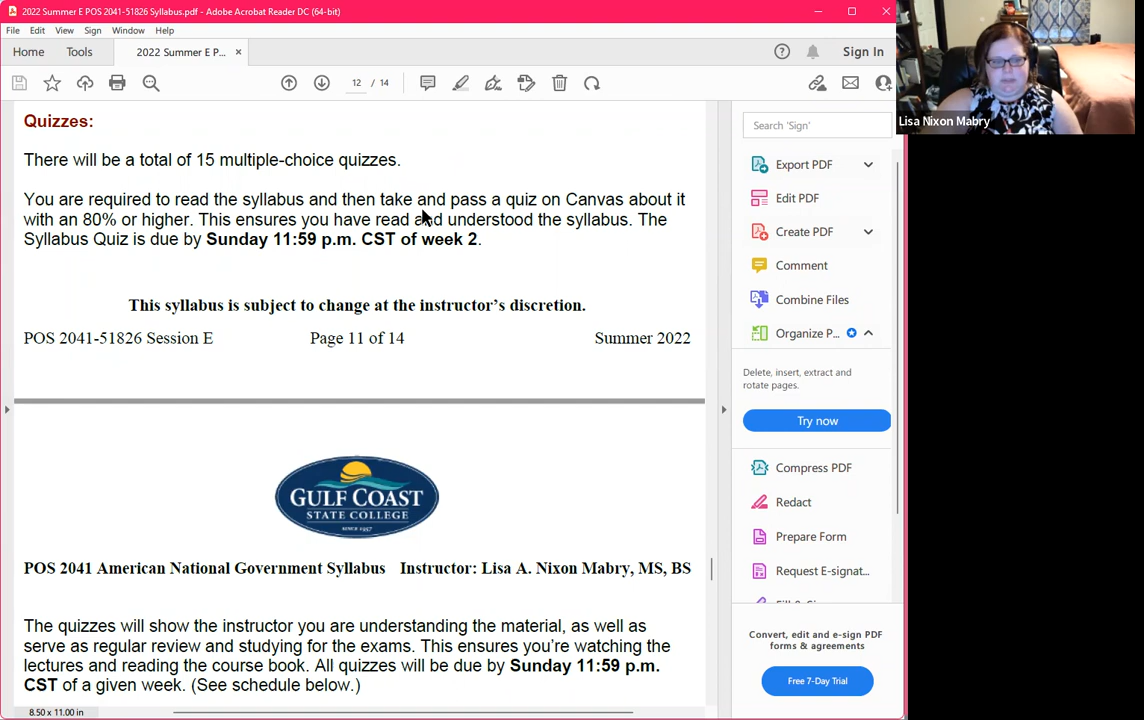 2022 Summer E POS 2041-51826 Syllabus.pdf - Adobe Acrobat Reader DC (64-bit)
File Edit View Sign Window Help
Home Tools 2022 Summer E P... × Sign In
12 / 14
Quizzes:
There will be a total of 15 multiple-choice quizzes.
You are required to read the syllabus and then take and pass a quiz on Canvas about it
with an 80% or higher. This ensures you have read and understood the syllabus. The
Syllabus Quiz is due by Sunday 11:59 p.m. CST of week 2.
This syllabus is subject to change at the instructor's discretion.
POS 2041-51826 Session E Page 11 of 14 Summer 2022
GULF COAST
STATE COLLEGE
SINCE 1957
POS 2041 American National Government Syllabus Instructor: Lisa A. Nixon Mabry, MS, BS
The quizzes will show the instructor you are understanding the material, as well as
serve as regular review and studying for the exams. This ensures you're watching the
lectures and reading the course book. All quizzes will be due by Sunday 11:59 p.m.
CST of a given week. (See schedule below.)
8.50 x 11.00 in
Search 'Sign'
Export PDF
Edit PDF
Create PDF
Comment
Combine Files
Organize P...
Delete, insert, extract and
rotate pages.
Try now
Compress PDF
Redact
Prepare Form
Request E-signat...
Convert, edit and e-sign PDF
forms & agreements
Free 7-Day Trial
Lisa Nixon Mabry